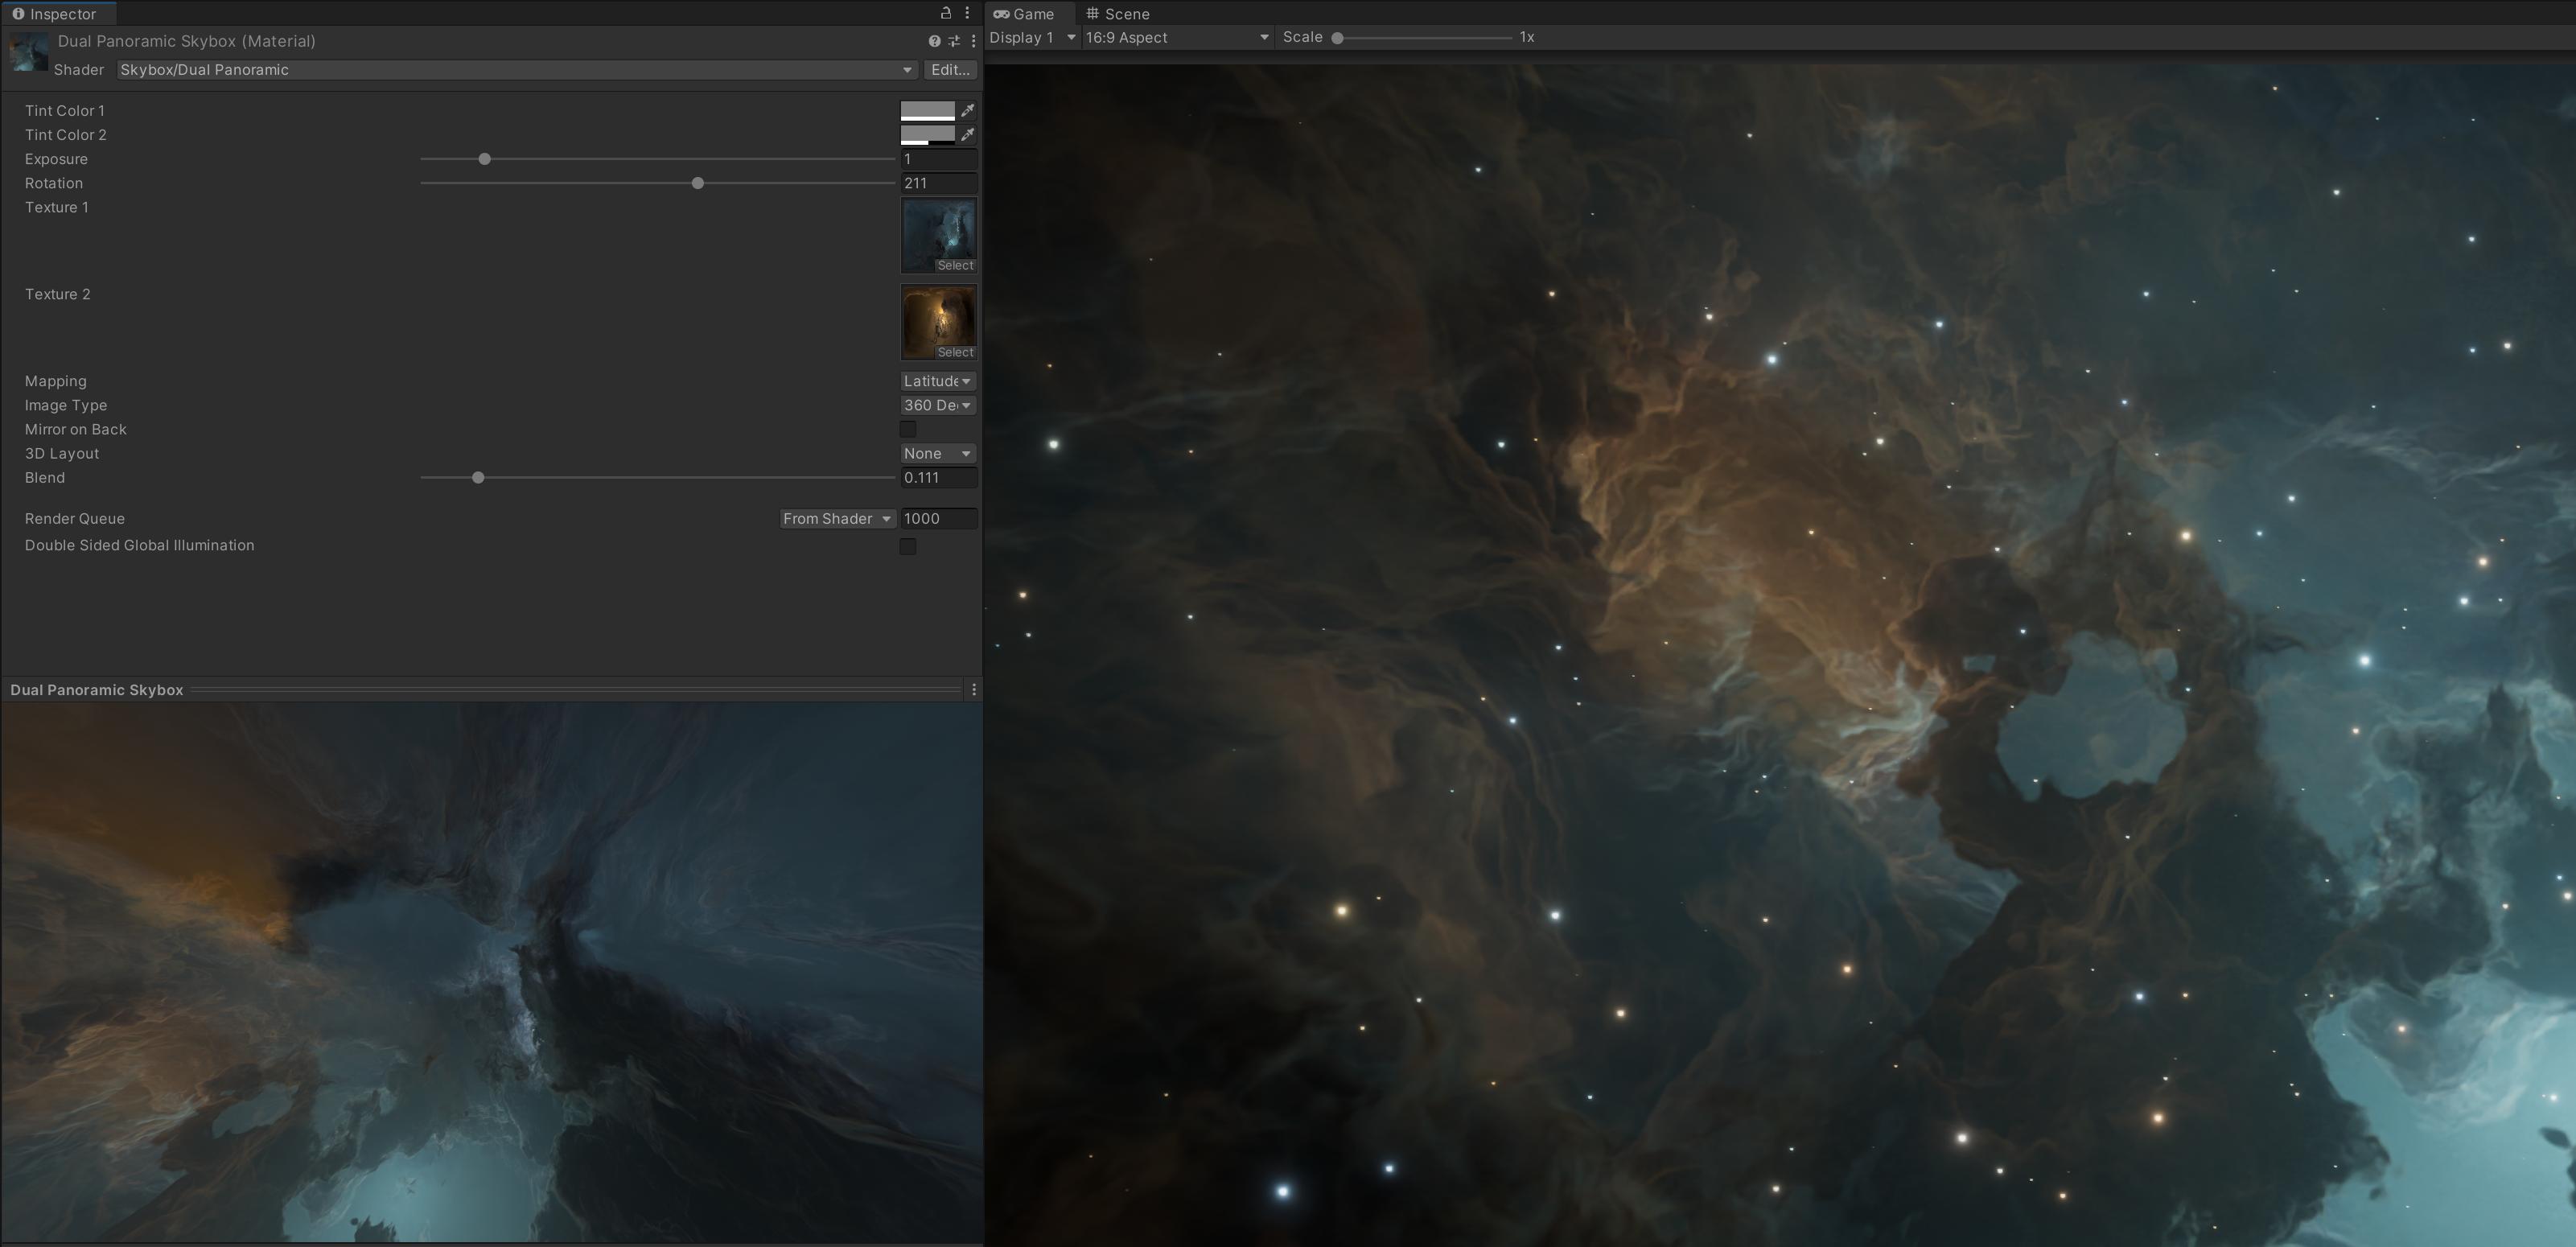 Inspector
Dual Panoramic Skybox (Material)
Shader Skybox/Dual Panoramic Edit...
Tint Color 1
Tint Color 2
Exposure 1
Rotation 211
Texture 1
Select
Texture 2
Select
Mapping Latitude
Image Type 360 De
Mirror on Back
3D Layout None
Blend 0.111
Render Queue From Shader 1000
Double Sided Global Illumination
Dual Panoramic Skybox
Game Scene
Display 1 16:9 Aspect Scale 1x